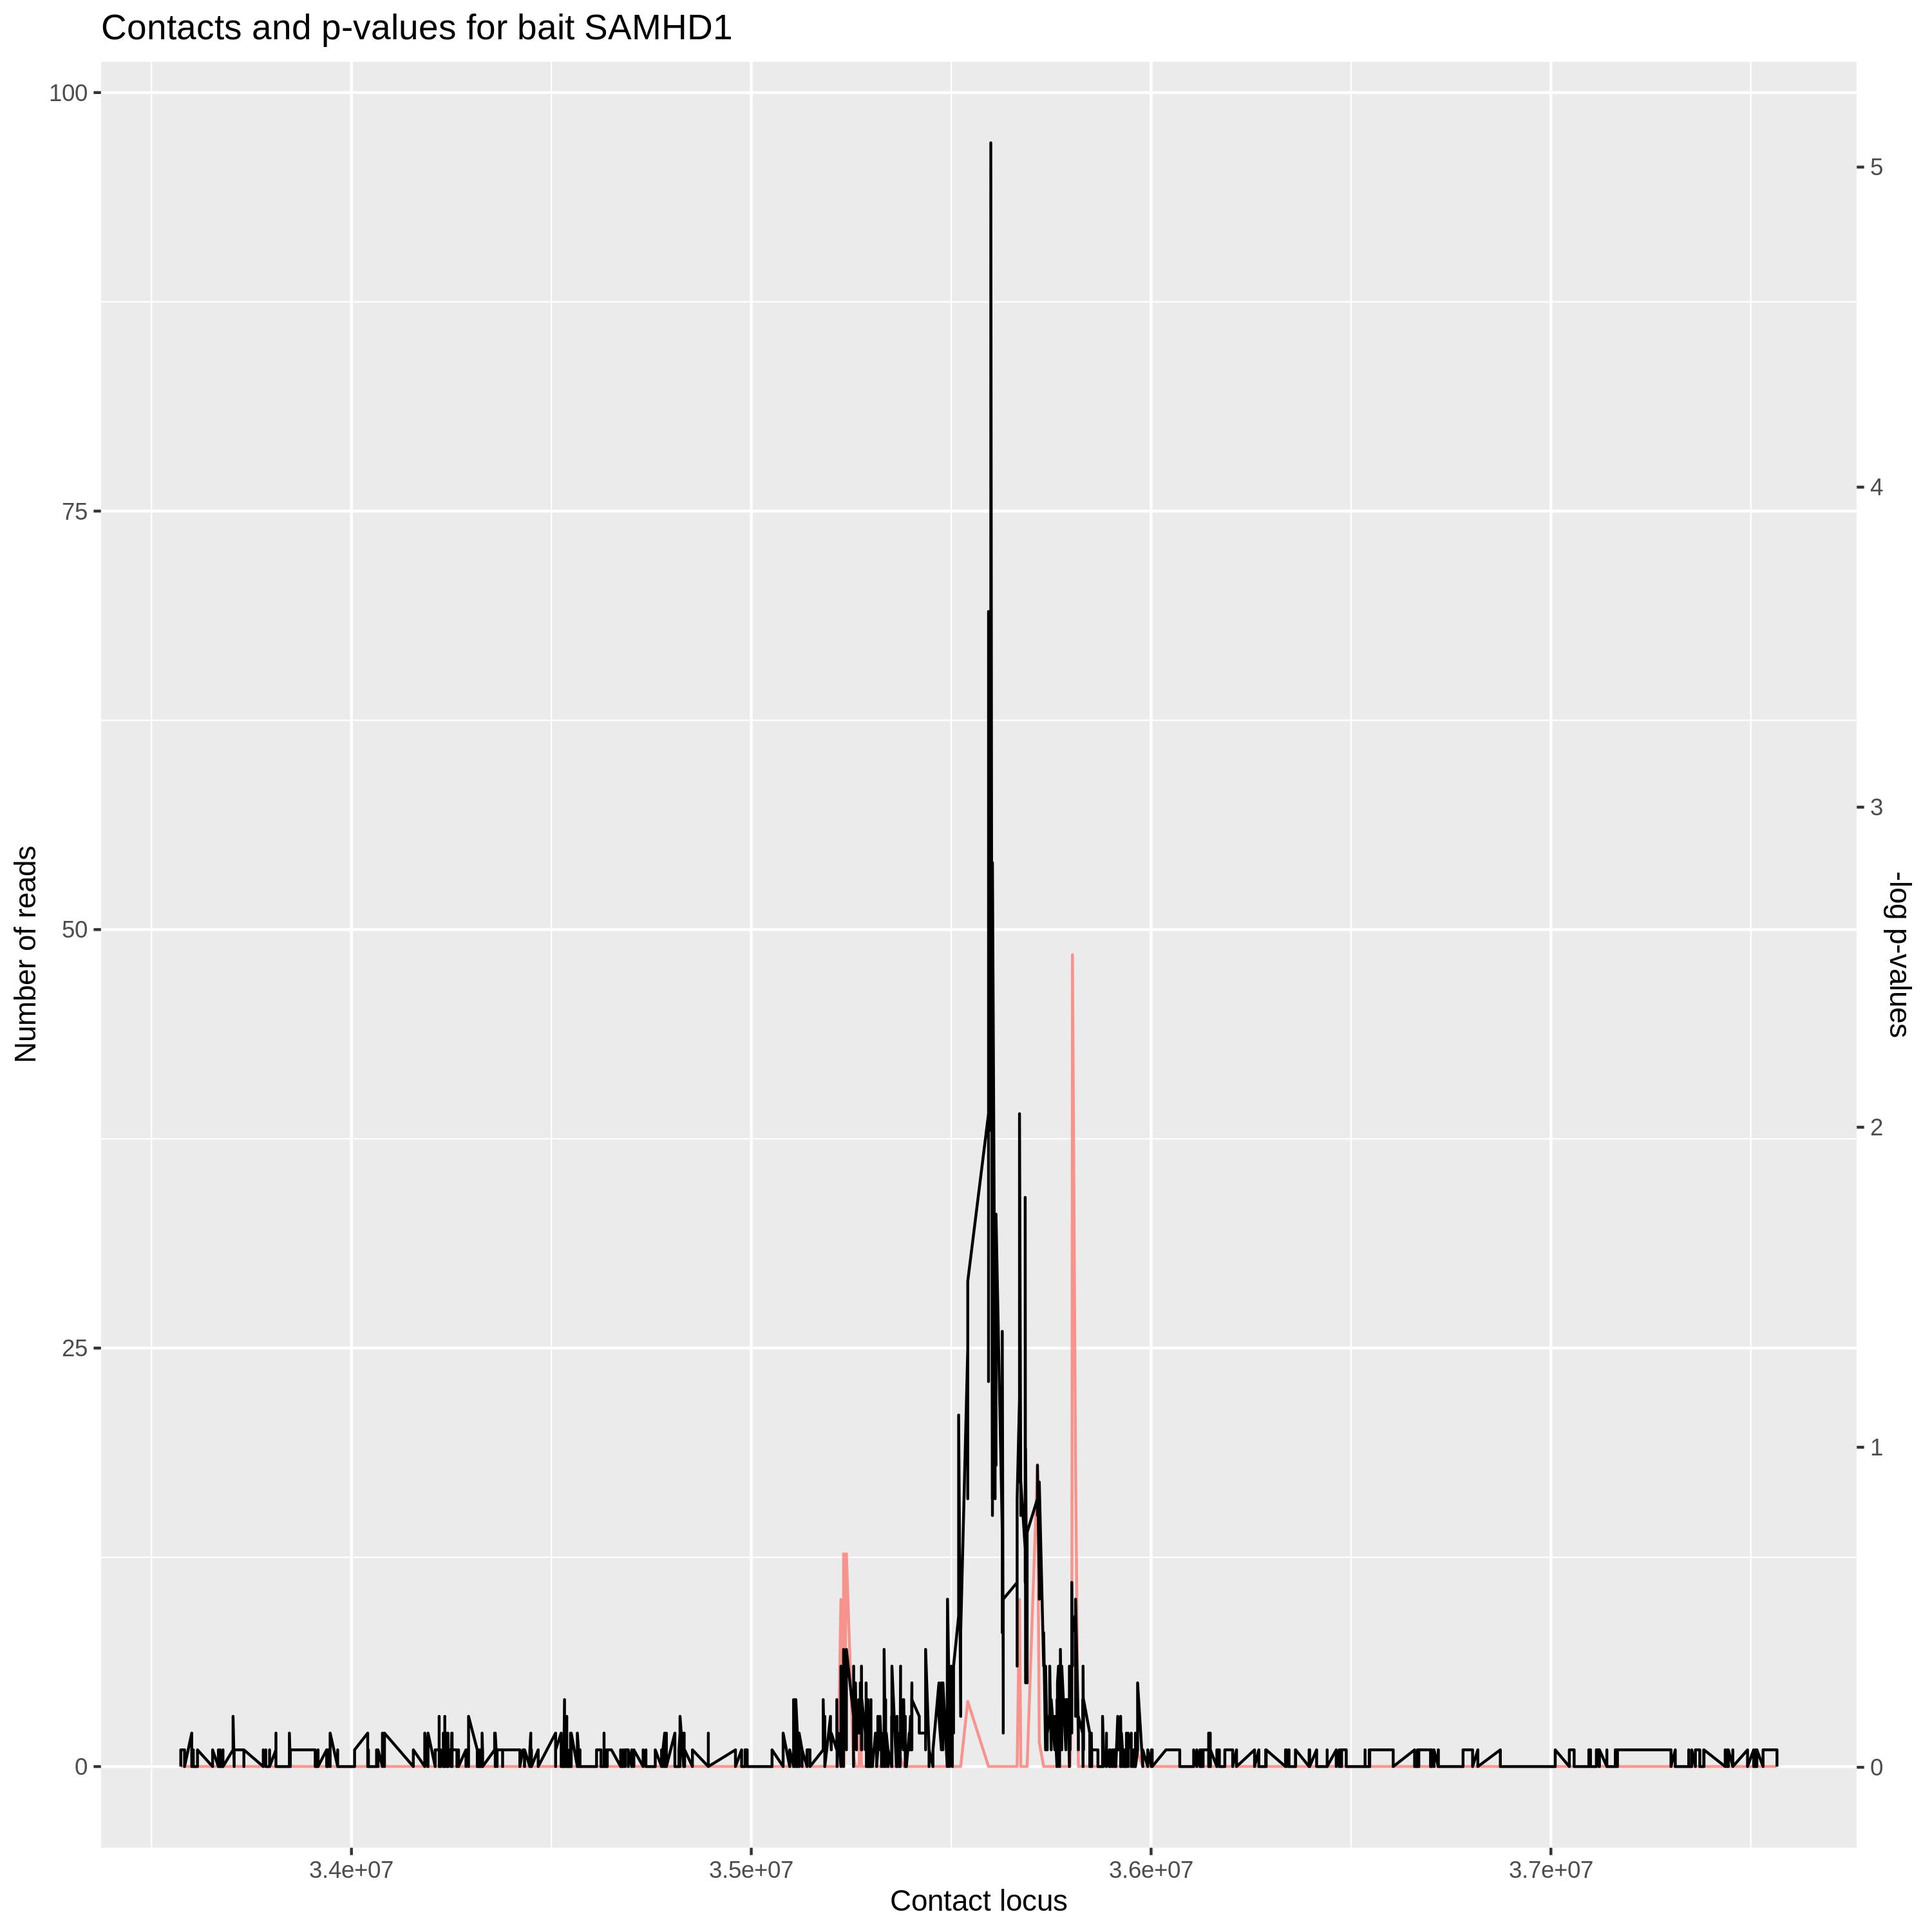 Contacts and p-values for bait SAMHD1
100
75
50
25
0
Number of reads
5
4
3
2
1
0
-log p-values
3.4e+07 3.5e+07 3.6e+07 3.7e+07
Contact locus